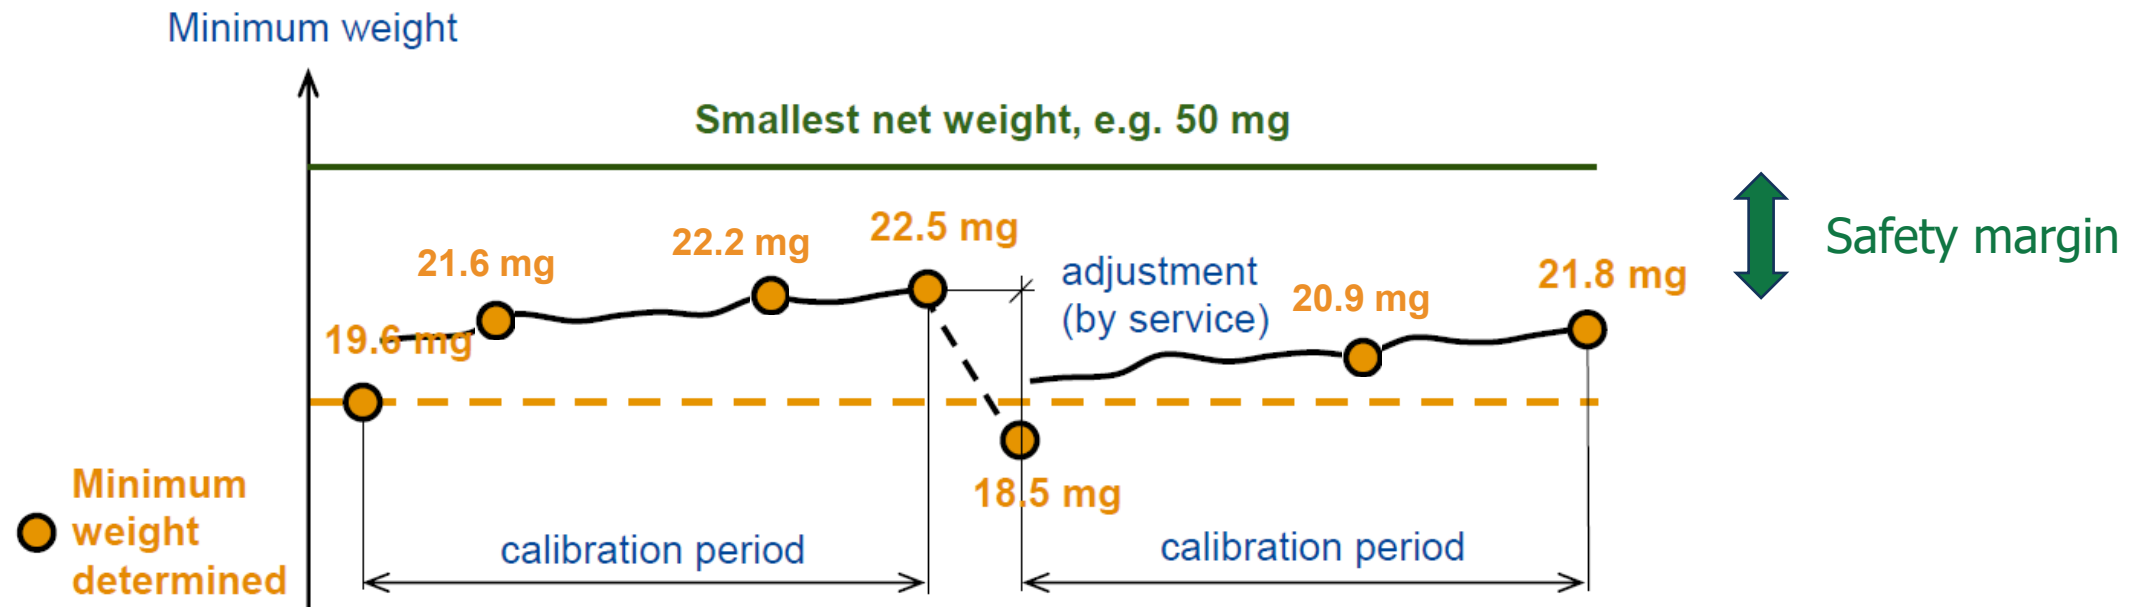 Minimum weight
Smallest net weight, e.g. 50 mg
22.5 mg
22.2 mg
21.6 mg
Safety margin
adjustment
(by service)
21.8 mg
20.9 mg
19.6 mg
Minimum
weight
determined
18.5 mg
calibration period
calibration period